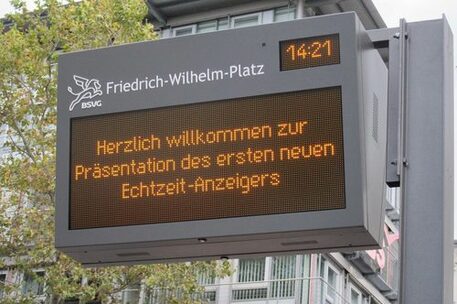 14:21
Friedrich-Wilhelm-Platz
BSVG
Herzlich willkommen zur
Präsentation des ersten neuen
Echtzeit-Anzeigers